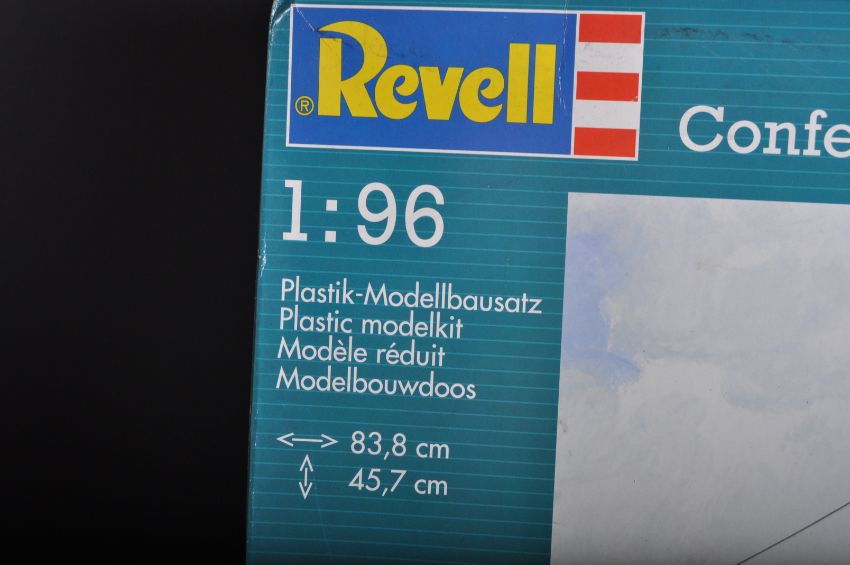 ® Revell
Confe
1:96
Plastik-Modellbausatz
Plastic modelkit
Modèle réduit
Modelbouwdoos
83,8 cm
45,7 cm